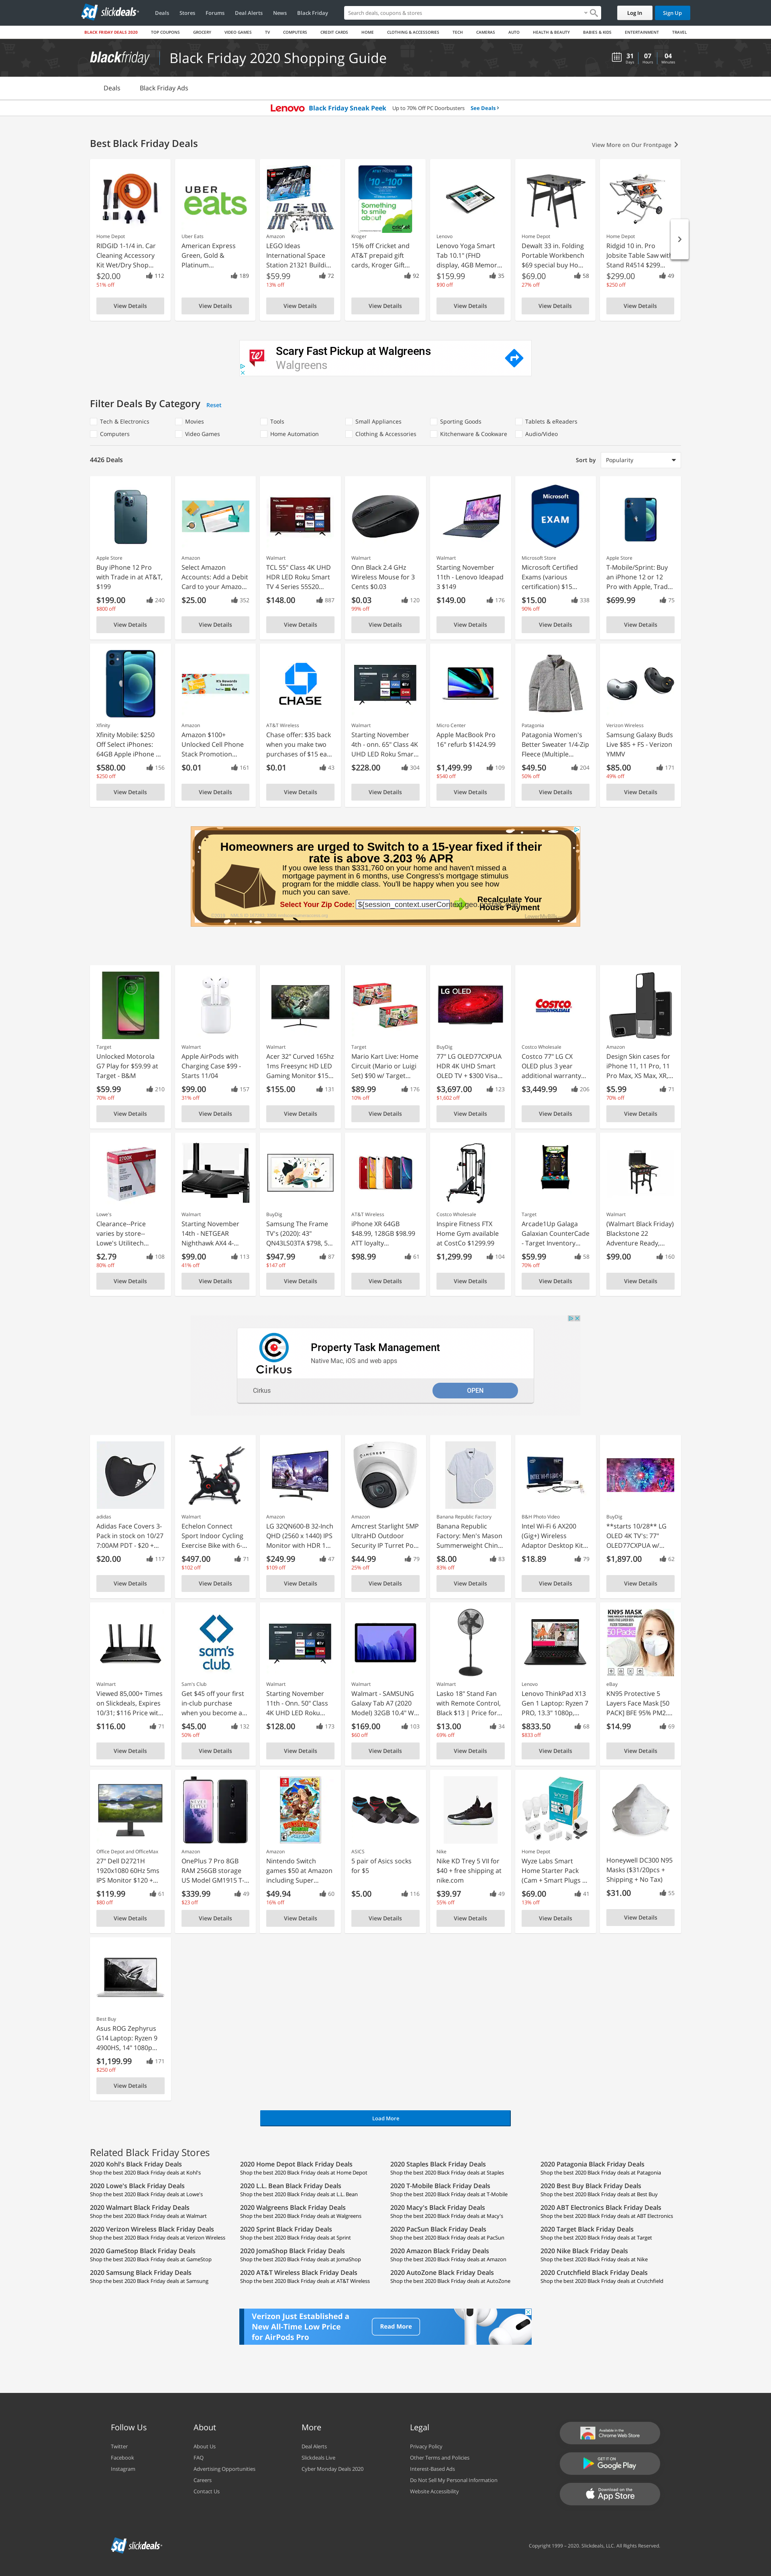 slickdeals
Deals Stores Forums Deal Alerts News Black Friday
Search deals, coupons & stores
Log In Sign Up
BLACK FRIDAY DEALS 2020 TOP COUPONS GROCERY VIDEO GAMES TV COMPUTERS CREDIT CARDS HOME CLOTHING & ACCESSORIES TECH CAMERAS AUTO HEALTH & BEAUTY BABIES & KIDS ENTERTAINMENT TRAVEL
blackfriday Black Friday 2020 Shopping Guide
31 Days 07 Hours 04 Minutes
Deals Black Friday Ads
Lenovo Black Friday Sneak Peek Up to 70% Off PC Doorbusters See Deals
Best Black Friday Deals
View More on Our Frontpage
Home Depot
RIDGID 1-1/4 in. Car Cleaning Accessory Kit Wet/Dry Shop...
$20.00 112
51% off
View Details
Uber Eats
American Express Green, Gold & Platinum...
189
View Details
Amazon
LEGO Ideas International Space Station 21321 Buildi...
$59.99 72
13% off
View Details
Kroger
15% off Cricket and AT&T prepaid gift cards, Kroger Gift...
92
View Details
Lenovo
Lenovo Yoga Smart Tab 10.1" (FHD display, 4GB Memor...
$159.99 35
$90 off
View Details
Home Depot
Dewalt 33 in. Folding Portable Workbench $69 special buy Ho...
$69.00 58
27% off
View Details
Home Depot
Ridgid 10 in. Pro Jobsite Table Saw with Stand R4514 $299...
$299.00 49
$250 off
View Details
Scary Fast Pickup at Walgreens
Walgreens
Filter Deals By Category Reset
Tech & Electronics Movies Tools Small Appliances Sporting Goods Tablets & eReaders
Computers Video Games Home Automation Clothing & Accessories Kitchenware & Cookware Audio/Video
4426 Deals
Sort by Popularity
Apple Store
Buy iPhone 12 Pro with Trade in at AT&T, $199
$199.00 240
$800 off
View Details
Amazon
Select Amazon Accounts: Add a Debit Card to your Amazo...
$25.00 352
View Details
Walmart
TCL 55" Class 4K UHD HDR LED Roku Smart TV 4 Series 55S20...
$148.00 887
View Details
Walmart
Onn Black 2.4 GHz Wireless Mouse for 3 Cents $0.03
$0.03 120
99% off
View Details
Walmart
Starting November 11th - Lenovo Ideapad 3 $149
$149.00 176
View Details
Microsoft EXAM
Microsoft Store
Microsoft Certified Exams (various certification) $15...
$15.00 338
90% off
View Details
Apple Store
T-Mobile/Sprint: Buy an iPhone 12 or 12 Pro with Apple, Trad...
$699.99 75
View Details
Xfinity
Xfinity Mobile: $250 Off Select iPhones: 64GB Apple iPhone ...
$580.00 156
$250 off
View Details
Amazon
Amazon $100+ Unlocked Cell Phone Stack Promotion...
$0.01 161
View Details
CHASE
AT&T Wireless
Chase offer: $35 back when you make two purchases of $15 ea...
$0.01 43
View Details
Walmart
Starting November 4th - onn. 65" Class 4K UHD LED Roku Smar...
$228.00 304
View Details
Micro Center
Apple MacBook Pro 16" refurb $1424.99
$1,499.99 109
$540 off
View Details
Patagonia
Patagonia Women's Better Sweater 1/4-Zip Fleece (Multiple...
$49.50 204
50% off
View Details
Verizon Wireless
Samsung Galaxy Buds Live $85 + FS - Verizon YMMV
$85.00 171
49% off
View Details
Homeowners are urged to Switch to a 15-year fixed if their rate is above 3.203 % APR
If you owe less than $331,760 on your home and haven't missed a mortgage payment in 6 months, use Congress's mortgage stimulus program for the middle class. You'll be happy when you see how much you can save.
Select Your Zip Code: ${session_context.userCon
Recalculate Your House Payment
Target
Unlocked Motorola G7 Play for $59.99 at Target - B&M
$59.99 210
70% off
View Details
Walmart
Apple AirPods with Charging Case $99 - Starts 11/04
$99.00 157
31% off
View Details
Walmart
Acer 32" Curved 165hz 1ms Freesync HD LED Gaming Monitor $15...
$155.00 131
View Details
Target
Mario Kart Live: Home Circuit (Mario or Luigi Set) $90 w/ Target...
$89.99 176
10% off
View Details
LG OLED
BuyDig
77" LG OLED77CXPUA HDR 4K UHD Smart OLED TV + $300 Visa...
$3,697.00 123
$1,602 off
View Details
COSTCO WHOLESALE
Costco Wholesale
Costco 77" LG CX OLED plus 3 year additional warranty...
$3,449.99 206
View Details
Amazon
Design Skin cases for iPhone 11, 11 Pro, 11 Pro Max, XS Max, XR,...
$5.99 71
70% off
View Details
Lowe's
Clearance--Price varies by store-- Lowe's Utilitech...
$2.79 108
80% off
View Details
Walmart
Starting November 14th - NETGEAR Nighthawk AX4 4-...
$99.00 113
41% off
View Details
BuyDig
Samsung The Frame TV's (2020): 43" QN43LS03TA $798, 5...
$947.99 87
$147 off
View Details
AT&T Wireless
iPhone XR 64GB $48.99, 128GB $98.99 ATT loyalty...
$98.99 61
View Details
Costco Wholesale
Inspire Fitness FTX Home Gym available at CostCo $1299.99
$1,299.99 104
View Details
Target
Arcade1Up Galaga Galaxian CounterCade - Target Inventory...
$59.99 58
70% off
View Details
Walmart
(Walmart Black Friday) Blackstone 22 Adventure Ready,...
$99.00 160
View Details
Cirkus
Property Task Management
Native Mac, iOS and web apps
Cirkus OPEN
adidas
Adidas Face Covers 3-Pack in stock on 10/27 7:00AM PDT - $20 +...
$20.00 117
View Details
Walmart
Echelon Connect Sport Indoor Cycling Exercise Bike with 6-...
$497.00 71
$102 off
View Details
Amazon
LG 32QN600-B 32-Inch QHD (2560 x 1440) IPS Monitor with HDR 1...
$249.99 47
$109 off
View Details
Amazon
Amcrest Starlight 5MP UltraHD Outdoor Security IP Turret Po...
$44.99 79
25% off
View Details
Banana Republic Factory
Banana Republic Factory: Men's Mason Summerweight Chin...
$8.00 83
83% off
View Details
B&H Photo Video
Intel Wi-Fi 6 AX200 (Gig+) Wireless Adaptor Desktop Kit...
$18.89 79
View Details
BuyDig
**starts 10/28** LG OLED 4K TV's: 77" OLED77CXPUA w/...
$1,897.00 62
View Details
Walmart
Viewed 85,000+ Times on Slickdeals, Expires 10/31; $116 Price wit...
$116.00 71
View Details
sam's club
Sam's Club
Get $45 off your first in-club purchase when you become a...
$45.00 132
50% off
View Details
Walmart
Starting November 11th - Onn. 50" Class 4K UHD LED Roku...
$128.00 173
View Details
Walmart
Walmart - SAMSUNG Galaxy Tab A7 (2020 Model) 32GB 10.4" W...
$169.00 103
$60 off
View Details
Walmart
Lasko 18" Stand Fan with Remote Control, Black $13 | Price for...
$13.00 34
69% off
View Details
Lenovo
Lenovo ThinkPad X13 Gen 1 Laptop: Ryzen 7 PRO, 13.3" 1080p,...
$833.50 68
$833 off
View Details
KN95 MASK
eBay
KN95 Protective 5 Layers Face Mask [50 PACK] BFE 95% PM2....
$14.99 69
View Details
Office Depot and OfficeMax
27" Dell D2721H 1920x1080 60Hz 5ms IPS Monitor $120 +...
$119.99 61
$80 off
View Details
Amazon
OnePlus 7 Pro 8GB RAM 256GB storage US Model GM1915 T-...
$339.99 49
$23 off
View Details
Amazon
Nintendo Switch games $50 at Amazon including Super...
$49.94 60
16% off
View Details
ASICS
5 pair of Asics socks for $5
$5.00 116
View Details
Nike
Nike KD Trey 5 VII for $40 + free shipping at nike.com
$39.97 49
55% off
View Details
Home Depot
Wyze Labs Smart Home Starter Pack (Cam + Smart Plugs ...
$69.00 41
13% off
View Details
Honeywell DC300 N95 Masks ($31/20pcs + Shipping + No Tax)
$31.00 55
View Details
Best Buy
Asus ROG Zephyrus G14 Laptop: Ryzen 9 4900HS, 14" 1080p...
$1,199.99 171
$250 off
View Details
Load More
Related Black Friday Stores
2020 Kohl's Black Friday Deals 2020 Home Depot Black Friday Deals 2020 Staples Black Friday Deals 2020 Patagonia Black Friday Deals
Shop the best 2020 Black Friday deals at Kohl's Shop the best 2020 Black Friday deals at Home Depot Shop the best 2020 Black Friday deals at Staples Shop the best 2020 Black Friday deals at Patagonia
2020 Lowe's Black Friday Deals 2020 L.L. Bean Black Friday Deals 2020 T-Mobile Black Friday Deals 2020 Best Buy Black Friday Deals
Shop the best 2020 Black Friday deals at Lowe's Shop the best 2020 Black Friday deals at L.L. Bean Shop the best 2020 Black Friday deals at T-Mobile Shop the best 2020 Black Friday deals at Best Buy
2020 Walmart Black Friday Deals 2020 Walgreens Black Friday Deals 2020 Macy's Black Friday Deals 2020 ABT Electronics Black Friday Deals
Shop the best 2020 Black Friday deals at Walmart Shop the best 2020 Black Friday deals at Walgreens Shop the best 2020 Black Friday deals at Macy's Shop the best 2020 Black Friday deals at ABT Electronics
2020 Verizon Wireless Black Friday Deals 2020 Sprint Black Friday Deals 2020 PacSun Black Friday Deals 2020 Target Black Friday Deals
Shop the best 2020 Black Friday deals at Verizon Wireless Shop the best 2020 Black Friday deals at Sprint Shop the best 2020 Black Friday deals at PacSun Shop the best 2020 Black Friday deals at Target
2020 GameStop Black Friday Deals 2020 JomaShop Black Friday Deals 2020 Amazon Black Friday Deals 2020 Nike Black Friday Deals
Shop the best 2020 Black Friday deals at GameStop Shop the best 2020 Black Friday deals at JomaShop Shop the best 2020 Black Friday deals at Amazon Shop the best 2020 Black Friday deals at Nike
2020 Samsung Black Friday Deals 2020 AT&T Wireless Black Friday Deals 2020 AutoZone Black Friday Deals 2020 Crutchfield Black Friday Deals
Shop the best 2020 Black Friday deals at Samsung Shop the best 2020 Black Friday deals at AT&T Wireless Shop the best 2020 Black Friday deals at AutoZone Shop the best 2020 Black Friday deals at Crutchfield
Verizon Just Established a New All-Time Low Price for AirPods Pro
Read More
Follow Us About More Legal
Twitter About Us Deal Alerts Privacy Policy
Facebook FAQ Slickdeals Live Other Terms and Policies
Instagram Advertising Opportunities Cyber Monday Deals 2020 Interest-Based Ads
Careers Do Not Sell My Personal Information
Contact Us Website Accessibility
Available in the Chrome Web Store
GET IT ON Google Play
Download on the App Store
slickdeals
Copyright 1999 – 2020. Slickdeals, LLC. All Rights Reserved.